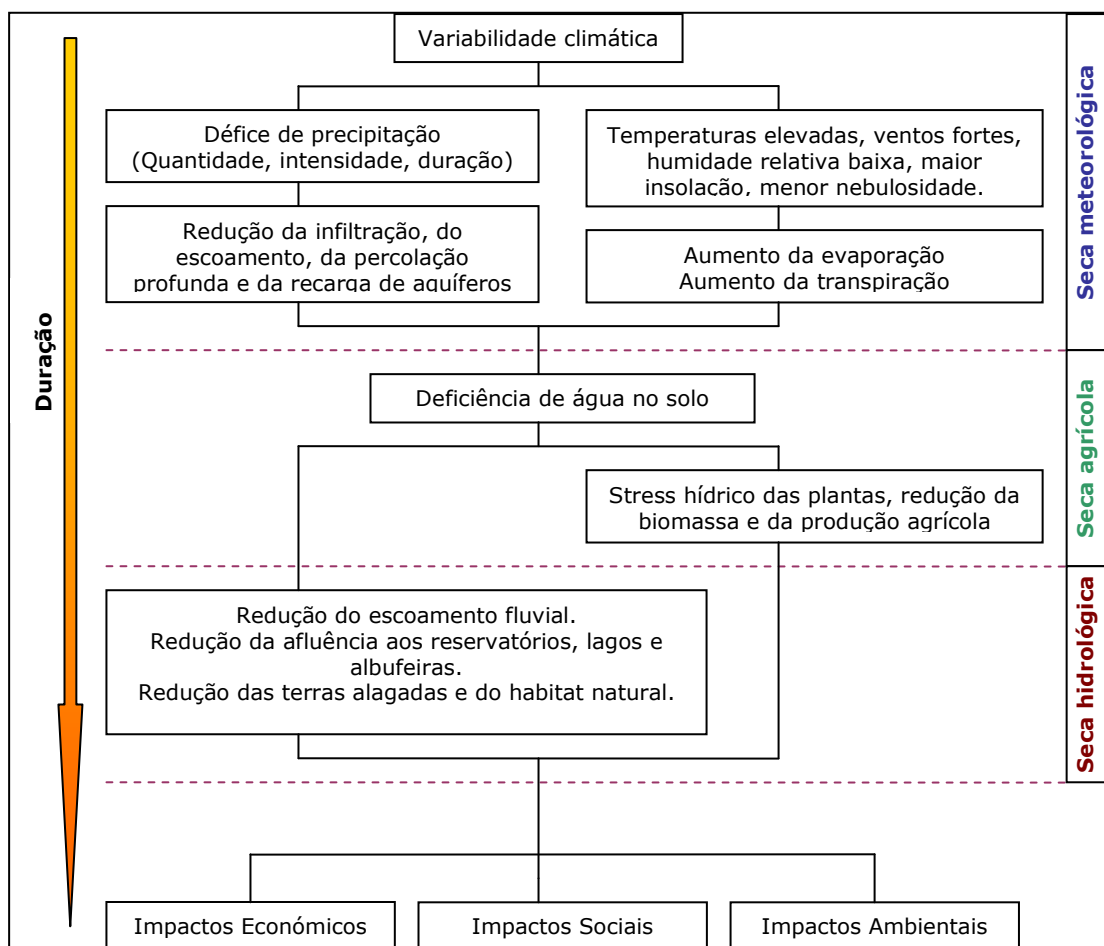 Variabilidade climática
Défice de precipitação
(Quantidade, intensidade, duração)
Temperaturas elevadas, ventos fortes,
humidade relativa baixa, maior
insolação, menor nebulosidade.
Redução da infiltração, do
escoamento, da percolação
profunda e da recarga de aquíferos
Aumento da evaporação
Aumento da transpiração
Seca meteorológica
Duração
Deficiência de água no solo
Stress hídrico das plantas, redução da
biomassa e da produção agrícola
Seca agrícola
Redução do escoamento fluvial.
Redução da afluência aos reservatórios, lagos e
albufeiras.
Redução das terras alagadas e do habitat natural.
Seca hidrológica
Impactos Económicos
Impactos Sociais
Impactos Ambientais